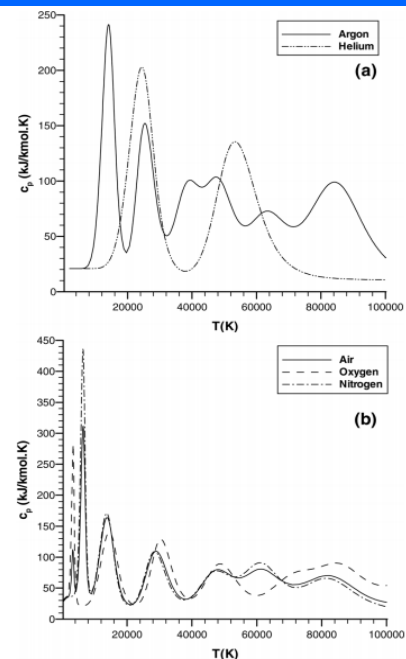 250
200
150
100
50
0
c_p (kJ/kmol.K)
Argon
Helium
(a)
20000 40000 60000 80000 100000
T(K)
450
400
350
300
250
200
150
100
50
0
c_p (kJ/kmol.K)
Air
Oxygen
Nitrogen
(b)
20000 40000 60000 80000 100000
T(K)